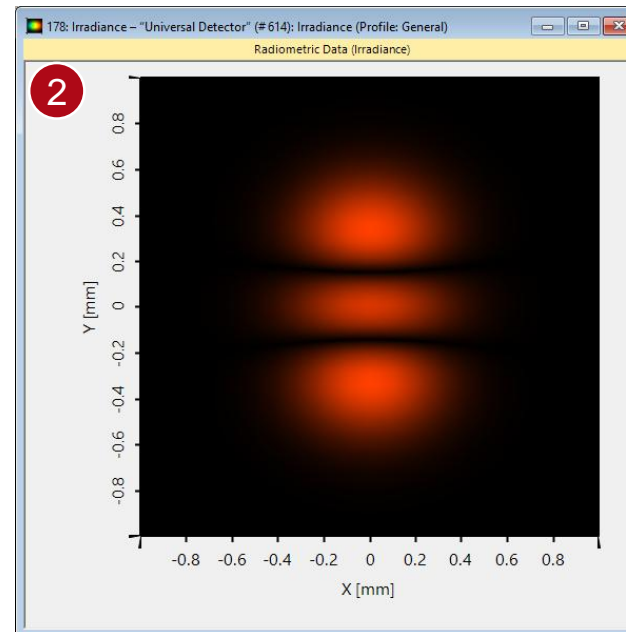 178: Irradiance – "Universal Detector" (#614): Irradiance (Profile: General)
Radiometric Data (Irradiance)
2
0.8
0.6
0.4
0.2
0
-0.2
-0.4
-0.6
-0.8
Y [mm]
-0.8 -0.6 -0.4 -0.2 0 0.2 0.4 0.6 0.8
X [mm]